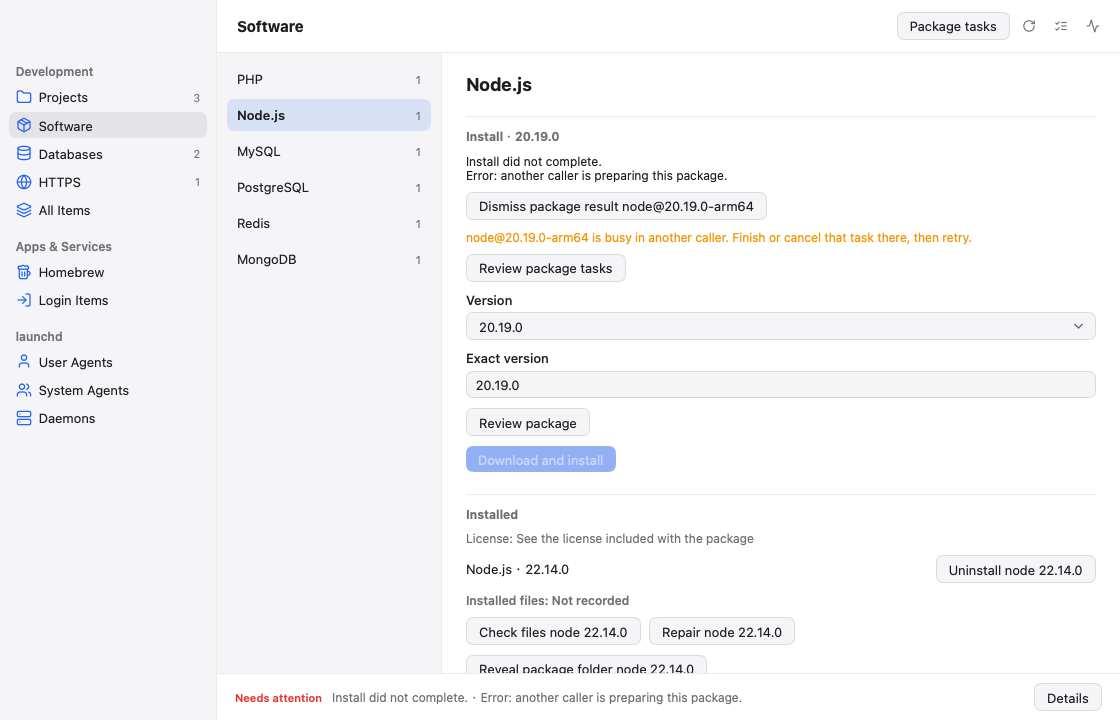 Software
Package tasks
Development
Projects 3
Software
Databases 2
HTTPS 1
All Items
Apps & Services
Homebrew
Login Items
launchd
User Agents
System Agents
Daemons
PHP 1
Node.js 1
MySQL 1
PostgreSQL 1
Redis 1
MongoDB 1
Node.js
Install · 20.19.0
Install did not complete.
Error: another caller is preparing this package.
Dismiss package result node@20.19.0-arm64
node@20.19.0-arm64 is busy in another caller. Finish or cancel that task there, then retry.
Review package tasks
Version
20.19.0
Exact version
20.19.0
Review package
Download and install
Installed
License: See the license included with the package
Node.js · 22.14.0
Uninstall node 22.14.0
Installed files: Not recorded
Check files node 22.14.0
Repair node 22.14.0
Reveal package folder node 22.14.0
Needs attention Install did not complete. · Error: another caller is preparing this package.
Details